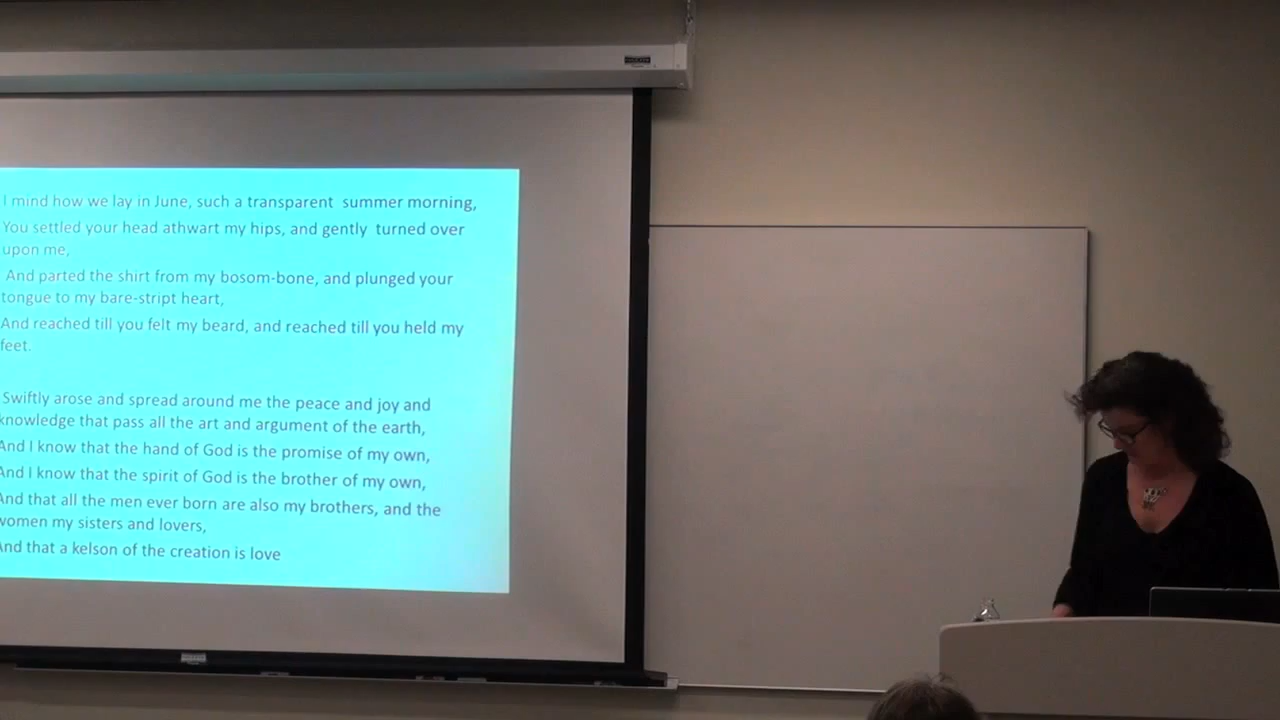 I mind how we lay in June, such a transparent summer morning,
You settled your head athwart my hips, and gently turned over
upon me,
And parted the shirt from my bosom-bone, and plunged your
tongue to my bare-stript heart,
And reached till you felt my beard, and reached till you held my
feet.
Swiftly arose and spread around me the peace and joy and
knowledge that pass all the art and argument of the earth,
And I know that the hand of God is the promise of my own,
And I know that the spirit of God is the brother of my own,
And that all the men ever born are also my brothers, and the
women my sisters and lovers,
And that a kelson of the creation is love